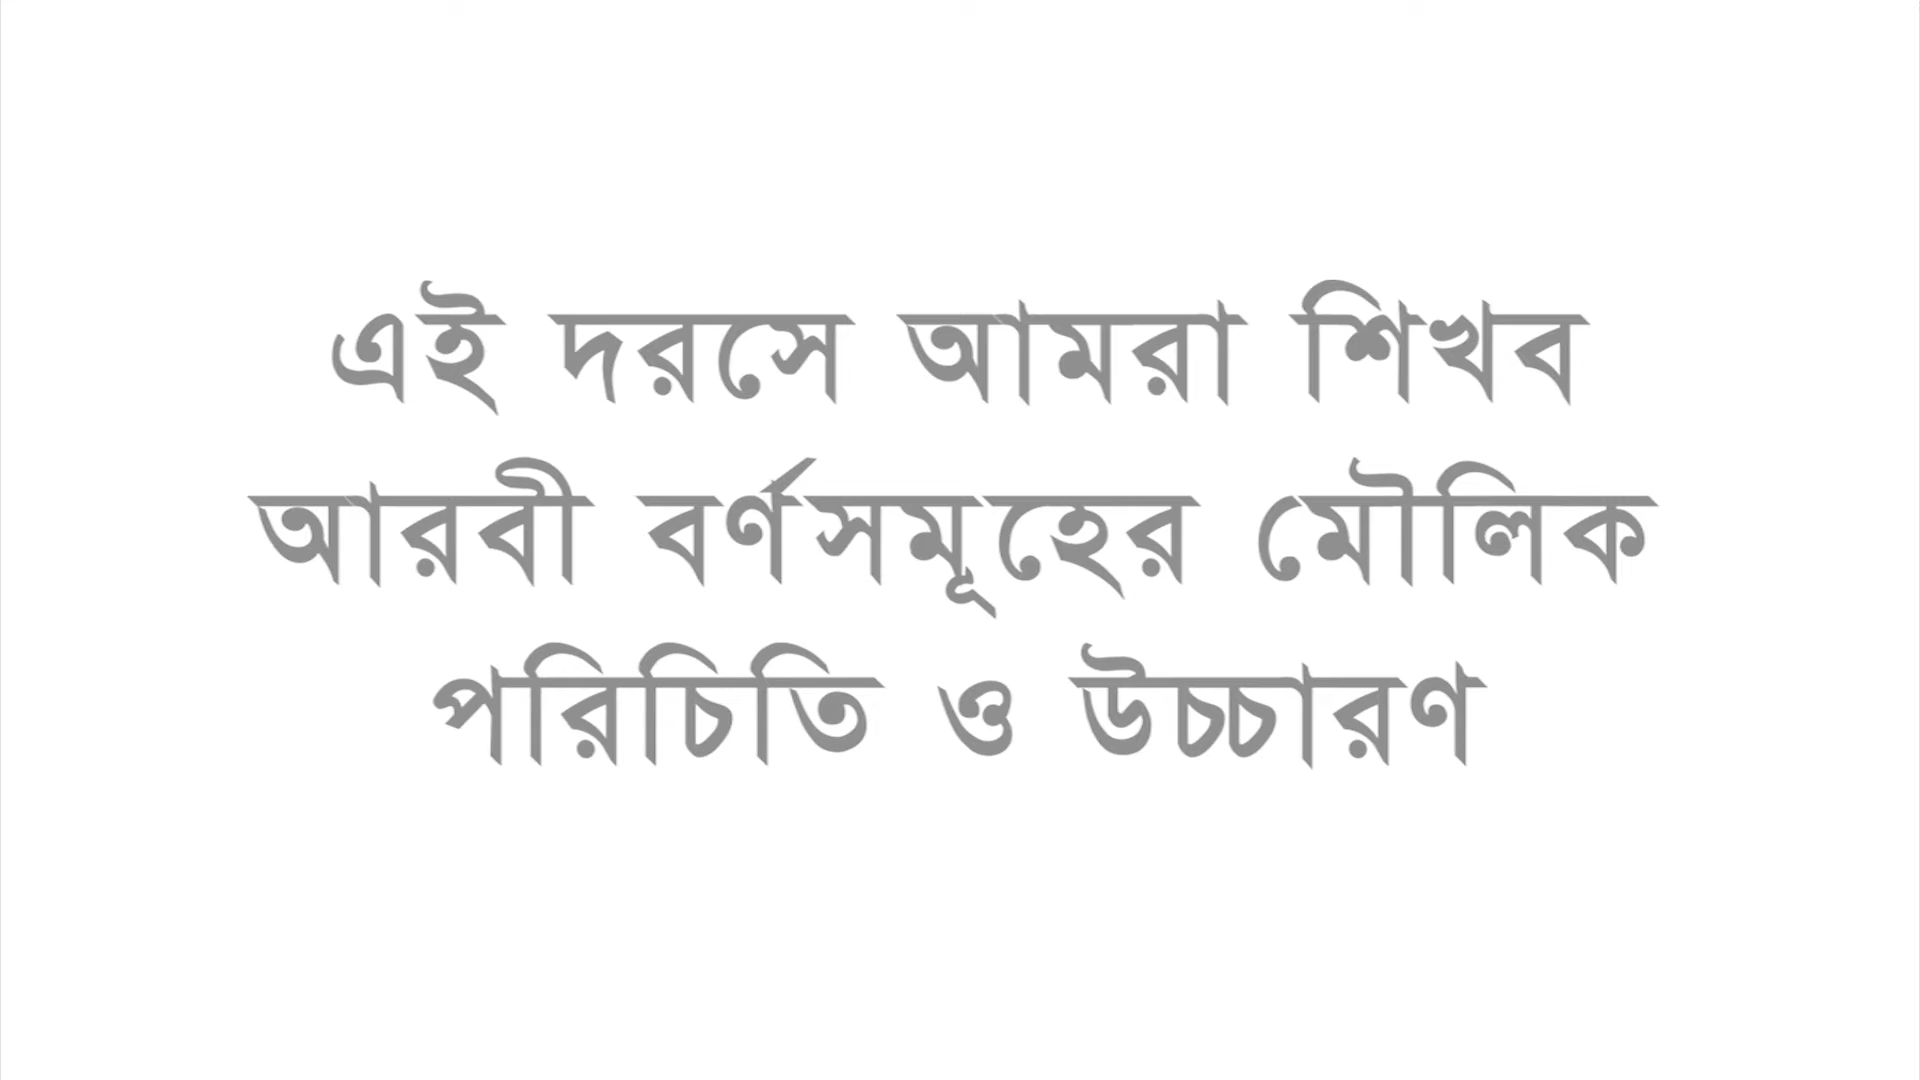 এই দরসে আমরা শিখব
আরবী বর্ণসমূহের মৌলিক
পরিচিতি ও উচ্চারণ